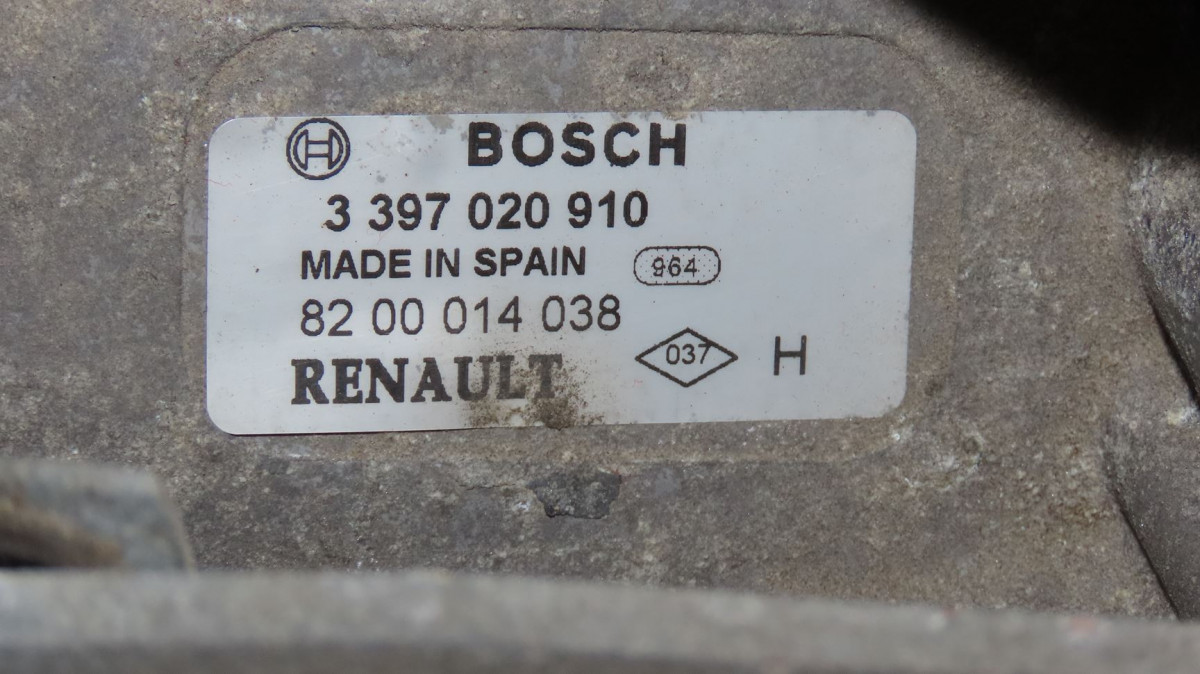 BOSCH
3 397 020 910
MADE IN SPAIN 964
82 00 014 038
RENAULT 037 H